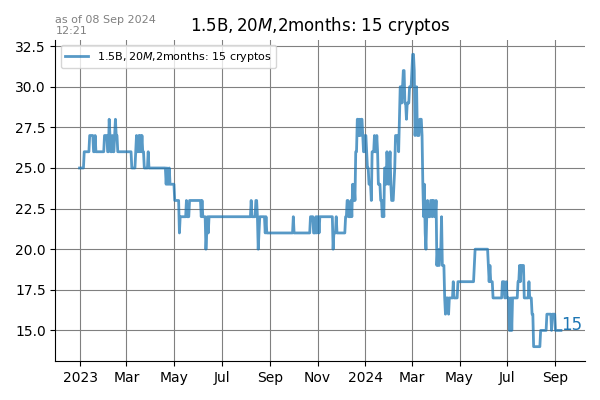 as of 08 Sep 2024
12:21
1.5B, 20M,2months: 15 cryptos
1.5B, 20M,2months: 15 cryptos
32.5
30.0
27.5
25.0
22.5
20.0
17.5
15.0
15
2023 Mar May Jul Sep Nov 2024 Mar May Jul Sep